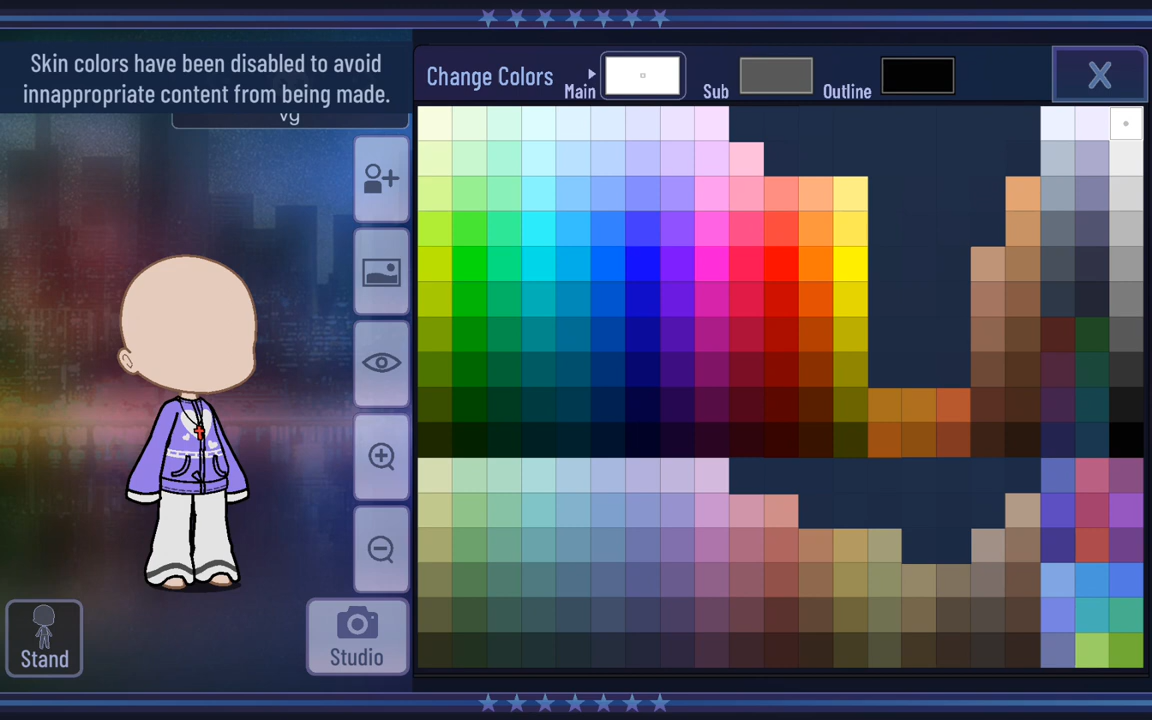 Skin colors have been disabled to avoid
innappropriate content from being made.
vy
Change Colors
Main
Sub
Outline
X
Stand
Studio